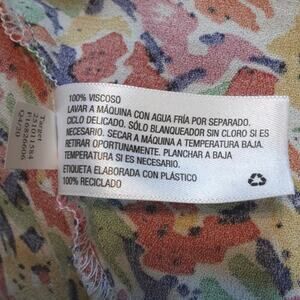 100% VISCOSO
LAVAR A MÁQUINA CON AGUA FRÍA POR SEPARADO.
CICLO DELICADO. SÓLO BLANQUEADOR SIN CLORO SI ES
NECESARIO. SECAR A MÁQUINA A TEMPERATURA BAJA.
RETIRAR OPORTUNAMENTE. PLANCHAR A BAJA
TEMPERATURA SI ES NECESARIO.
ETIQUETA ELABORADA CON PLÁSTICO
100% RECICLADO
Target